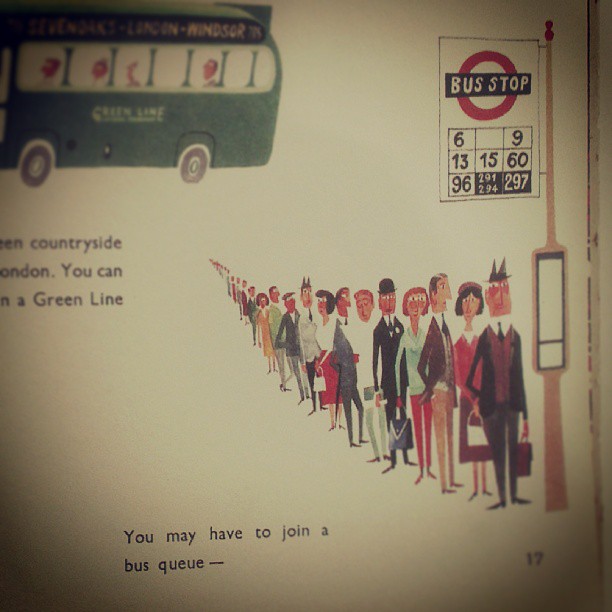 SEVENOAKS - LONDON - WINDSOR
GREEN LINE
BUS STOP
6 9
13 15 60
96 291 294 297
een countryside
ondon. You can
n a Green Line
You may have to join a
bus queue —
17